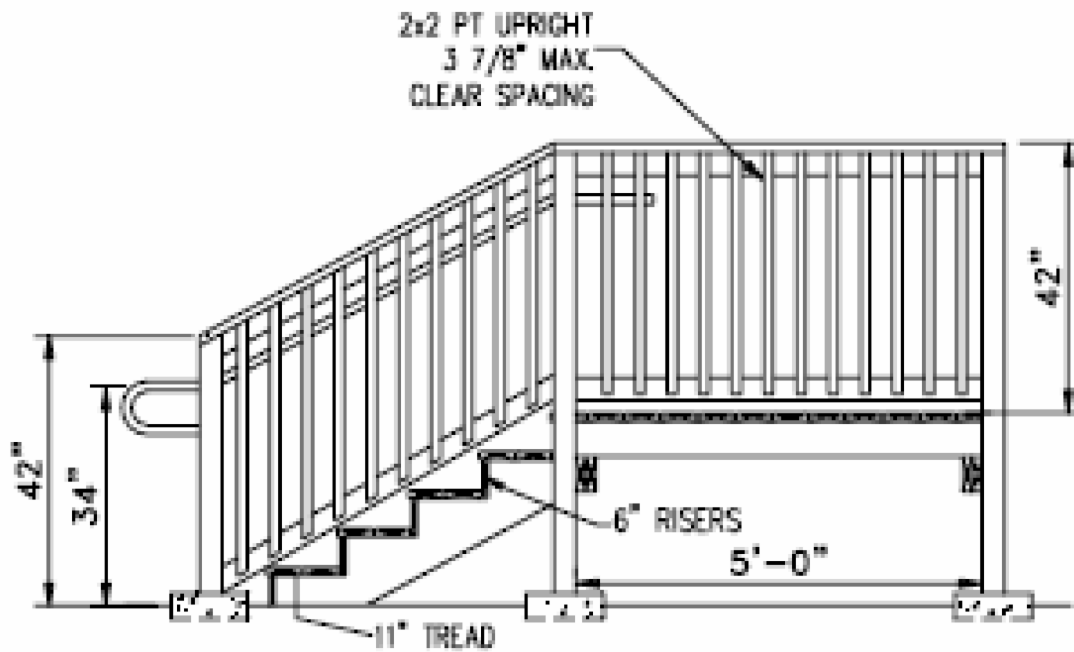 2x2 PT UPRIGHT
3 7/8" MAX.
CLEAR SPACING
42"
42"
34"
6" RISERS
5'-0"
11" TREAD